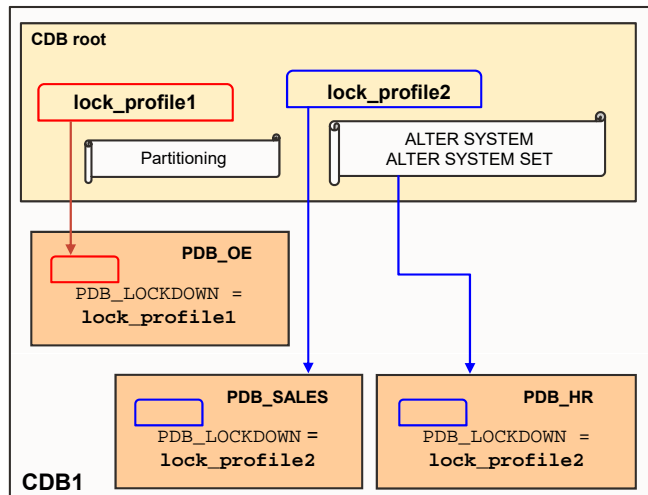 CDB root
lock_profile1
lock_profile2
Partitioning
ALTER SYSTEM
ALTER SYSTEM SET
PDB_OE
PDB_LOCKDOWN =
lock_profile1
PDB_SALES
PDB_LOCKDOWN =
lock_profile2
PDB_HR
PDB_LOCKDOWN =
lock_profile2
CDB1